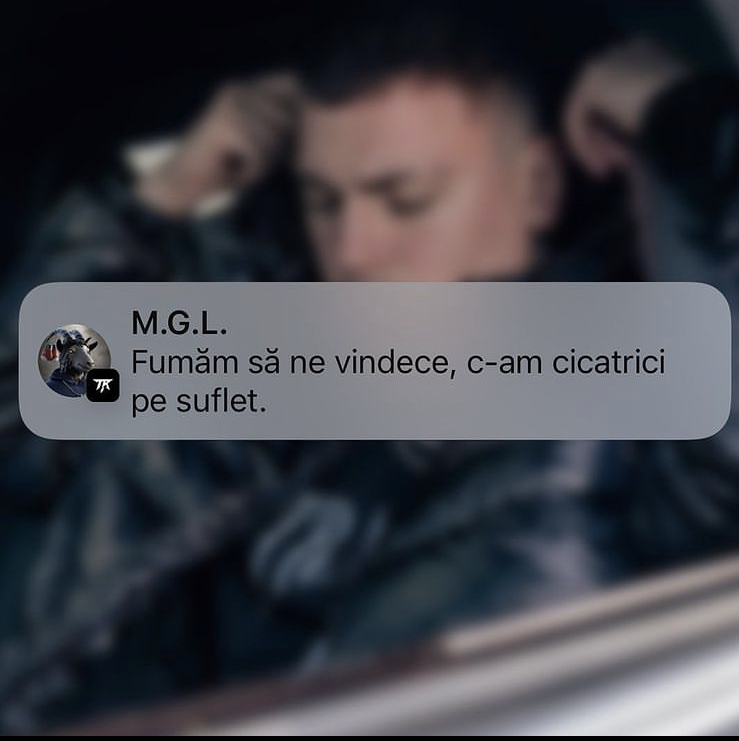 M.G.L.
Fumăm să ne vindece, c-am cicatrici
pe suflet.